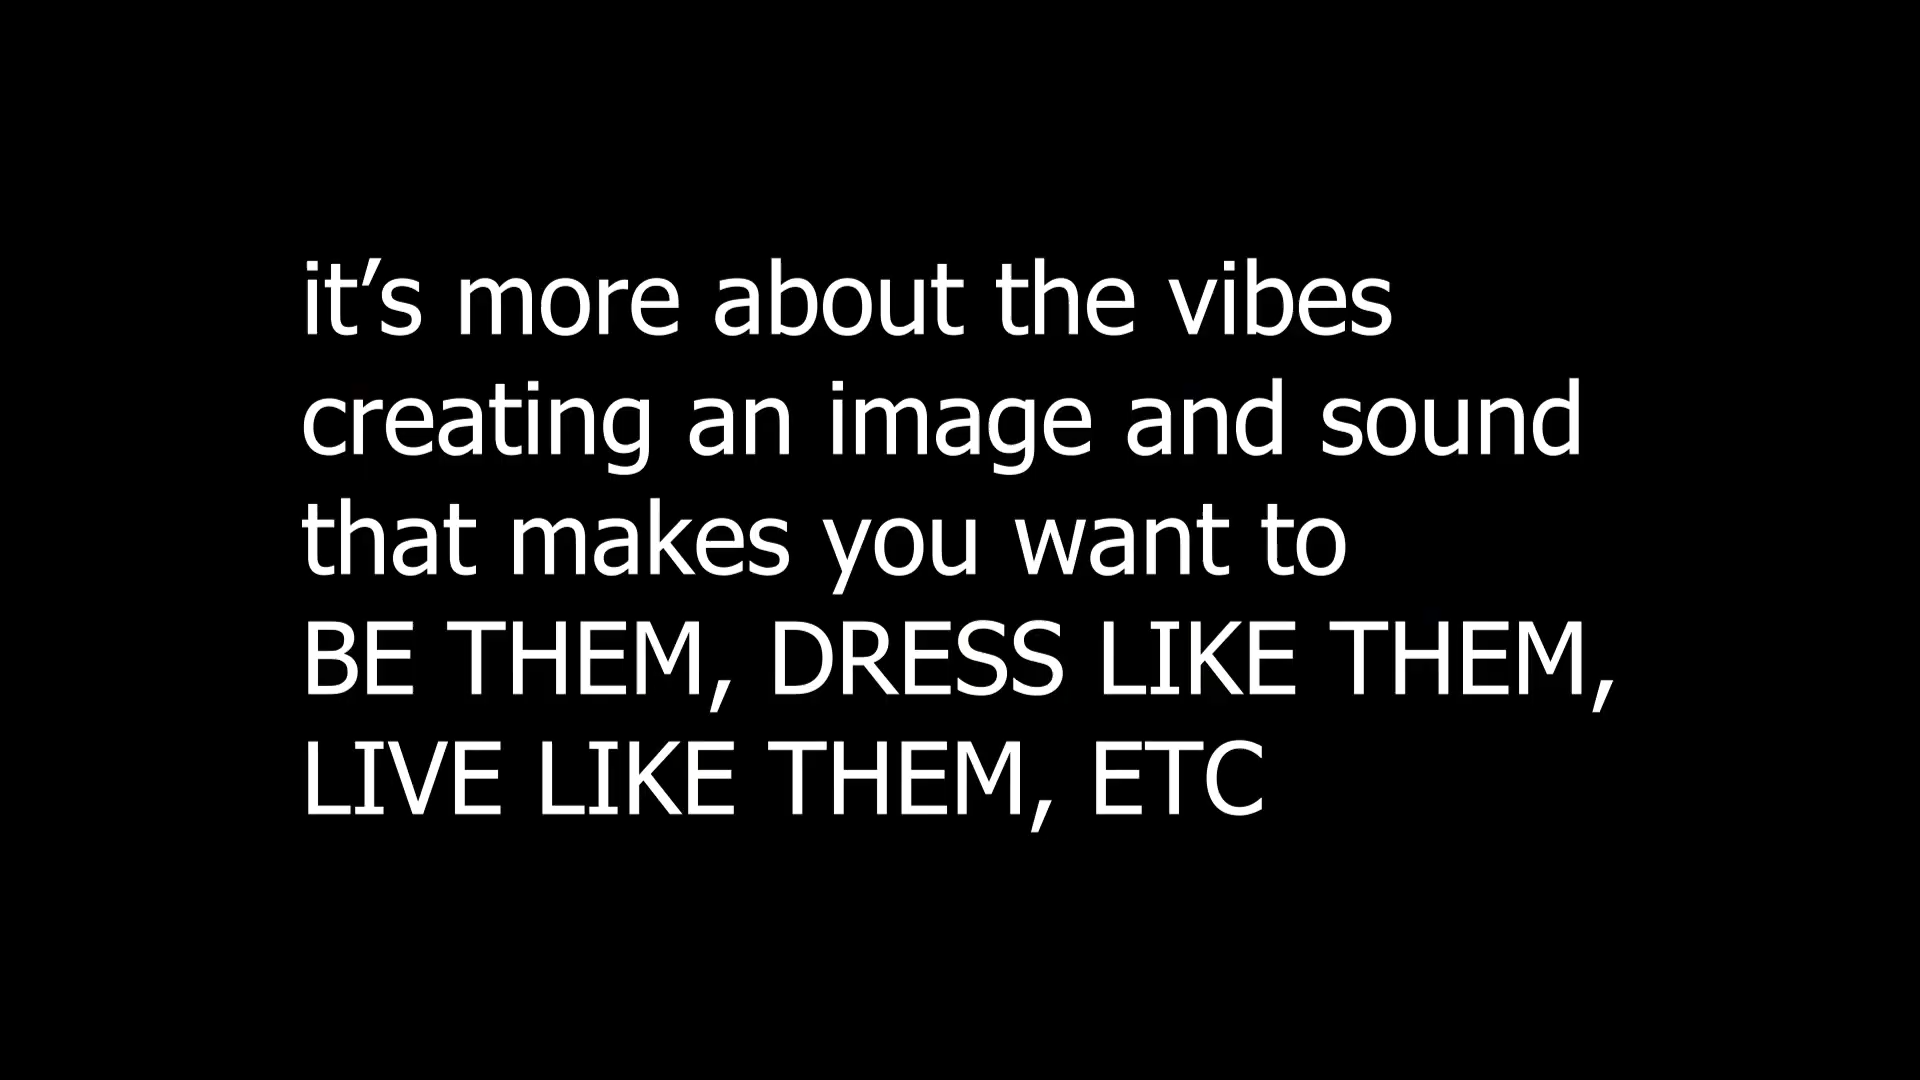 it’s more about the vibes
creating an image and sound
that makes you want to
BE THEM, DRESS LIKE THEM,
LIVE LIKE THEM, ETC